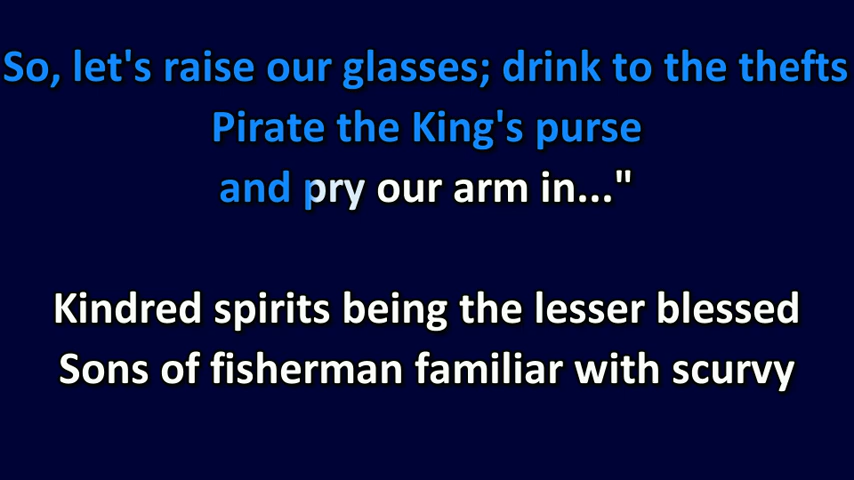 So, let's raise our glasses; drink to the thefts
Pirate the King's purse
and pry our arm in..."
Kindred spirits being the lesser blessed
Sons of fisherman familiar with scurvy